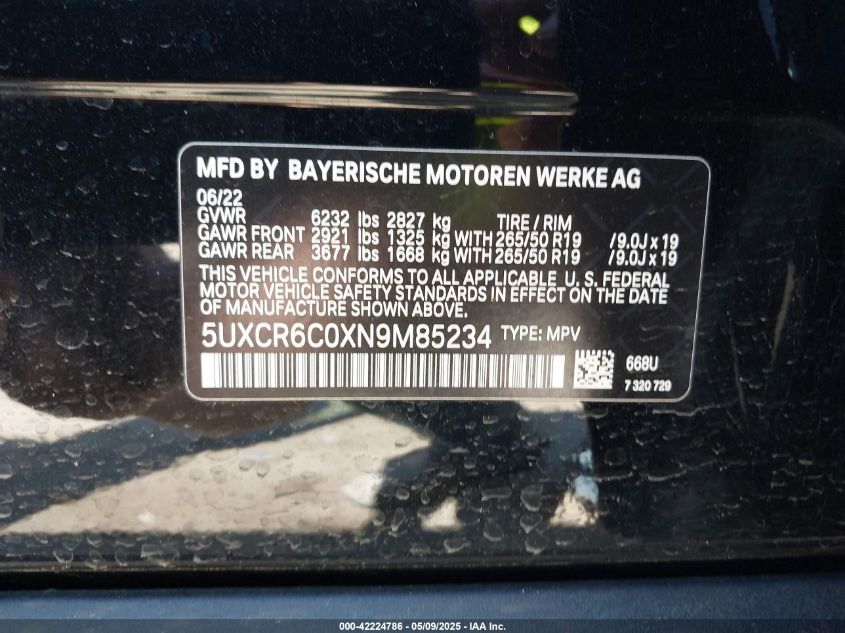 MFD BY BAYERISCHE MOTOREN WERKE AG
06/22
GVWR 6232 lbs 2827 kg TIRE / RIM
GAWR FRONT 2921 lbs 1325 kg WITH 265/50 R19 /9.0J x 19
GAWR REAR 3677 lbs 1668 kg WITH 265/50 R19 /9.0J x 19
THIS VEHICLE CONFORMS TO ALL APPLICABLE U. S. FEDERAL
MOTOR VEHICLE SAFETY STANDARDS IN EFFECT ON THE DATE
OF MANUFACTURE SHOWN ABOVE.
5UXCR6C0XN9M85234 TYPE: MPV
668U
7 320 729
000-42224786 - 05/09/2025 - IAA Inc.